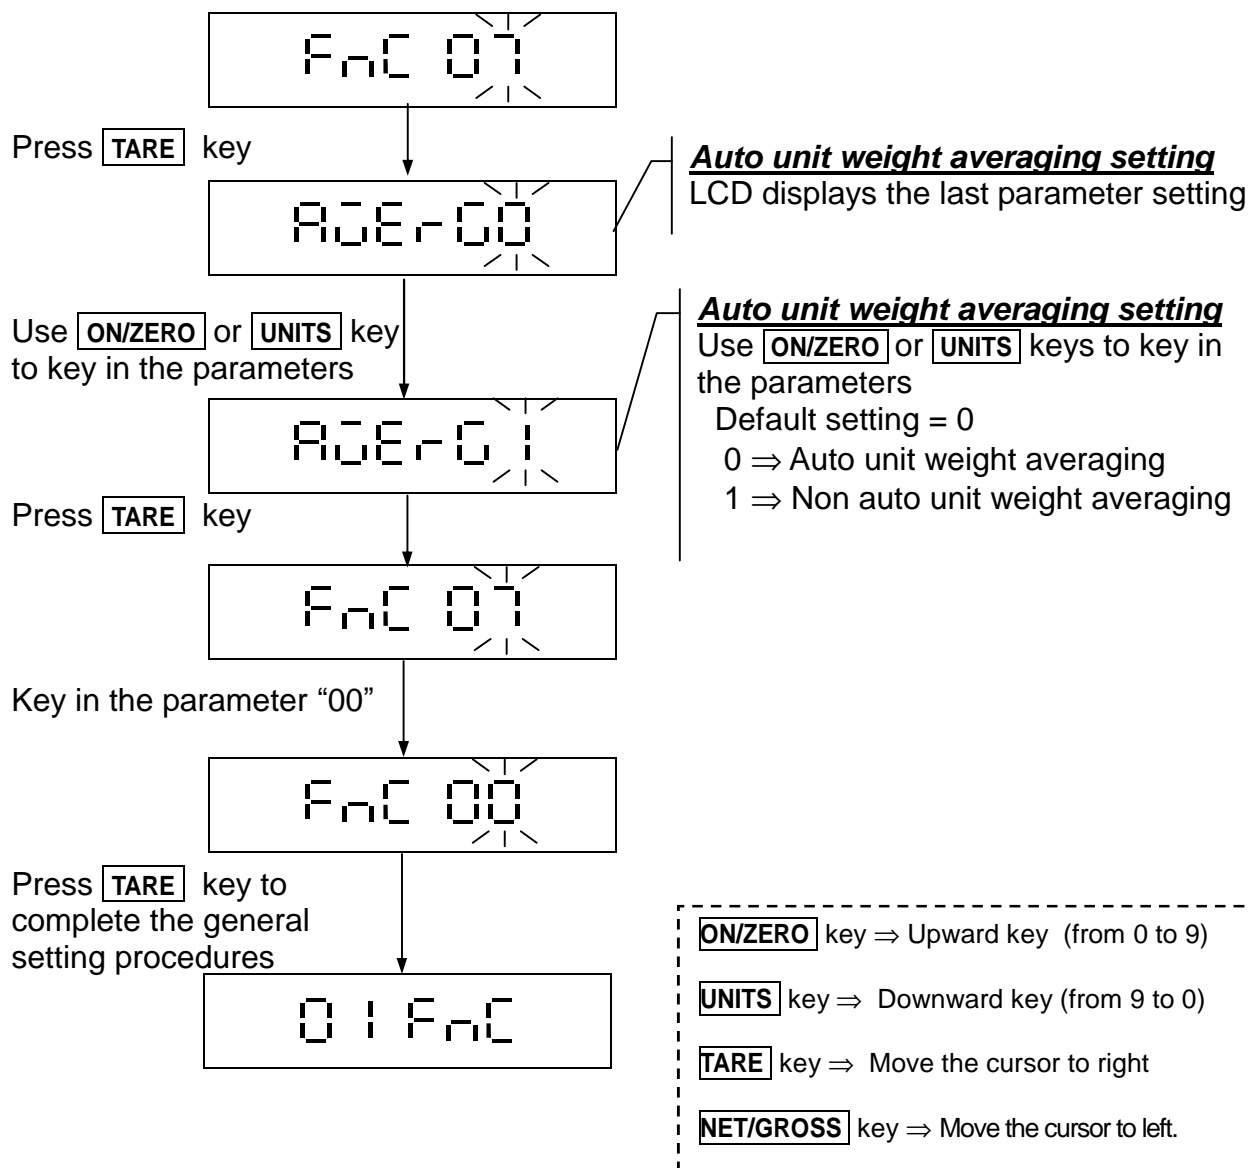 FnC 07
Press TARE key
Auto unit weight averaging setting
LCD displays the last parameter setting
AvErG0
Use ON/ZERO or UNITS key
to key in the parameters
Auto unit weight averaging setting
Use ON/ZERO or UNITS keys to key in
the parameters
Default setting = 0
0 ⇒ Auto unit weight averaging
1 ⇒ Non auto unit weight averaging
AvErG1
Press TARE key
FnC 07
Key in the parameter “00”
FnC 00
Press TARE key to
complete the general
setting procedures
01 FnC
ON/ZERO key ⇒ Upward key (from 0 to 9)
UNITS key ⇒ Downward key (from 9 to 0)
TARE key ⇒ Move the cursor to right
NET/GROSS key ⇒ Move the cursor to left.